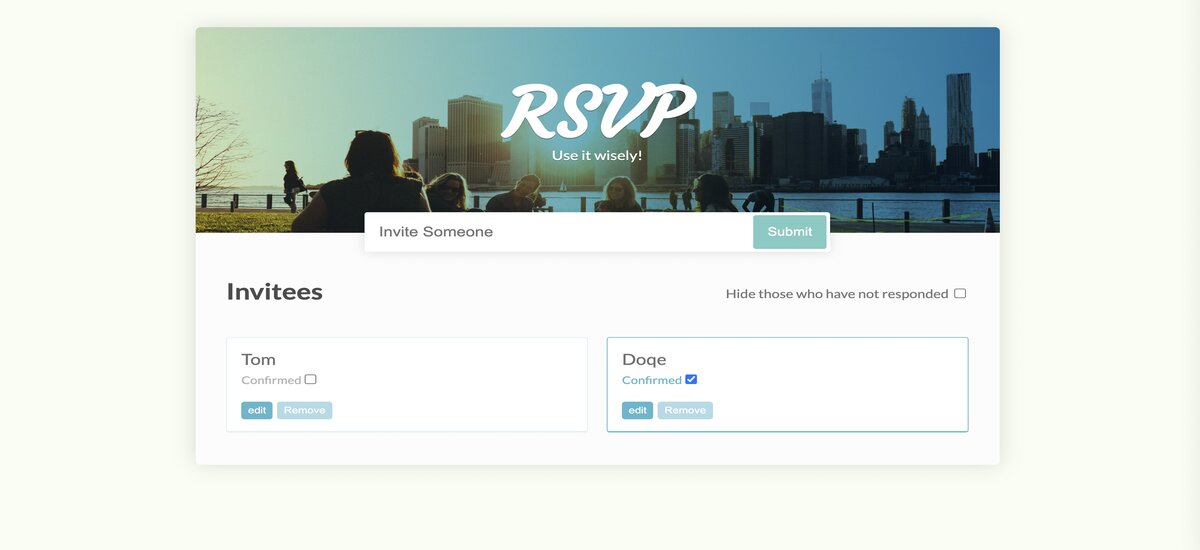 RSVP
Use it wisely!
Invite Someone
Submit
Invitees
Hide those who have not responded
Tom
Confirmed
edit Remove
Doqe
Confirmed
edit Remove